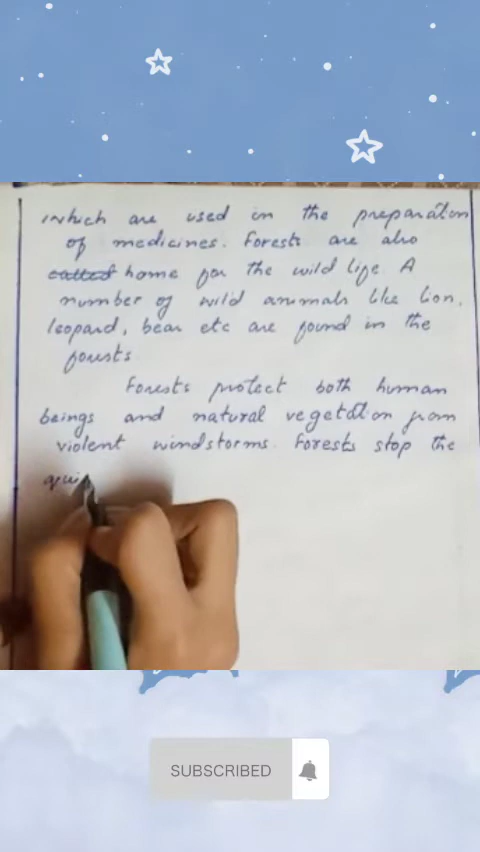 which are used in the preparation
of medicines. Forests are also
called home for the wild life. A
number of wild animals like lion,
leopard, bear etc are found in the
forests
Forests protect both human
beings and natural vegetation from
violent windstorms. Forests stop the
SUBSCRIBED